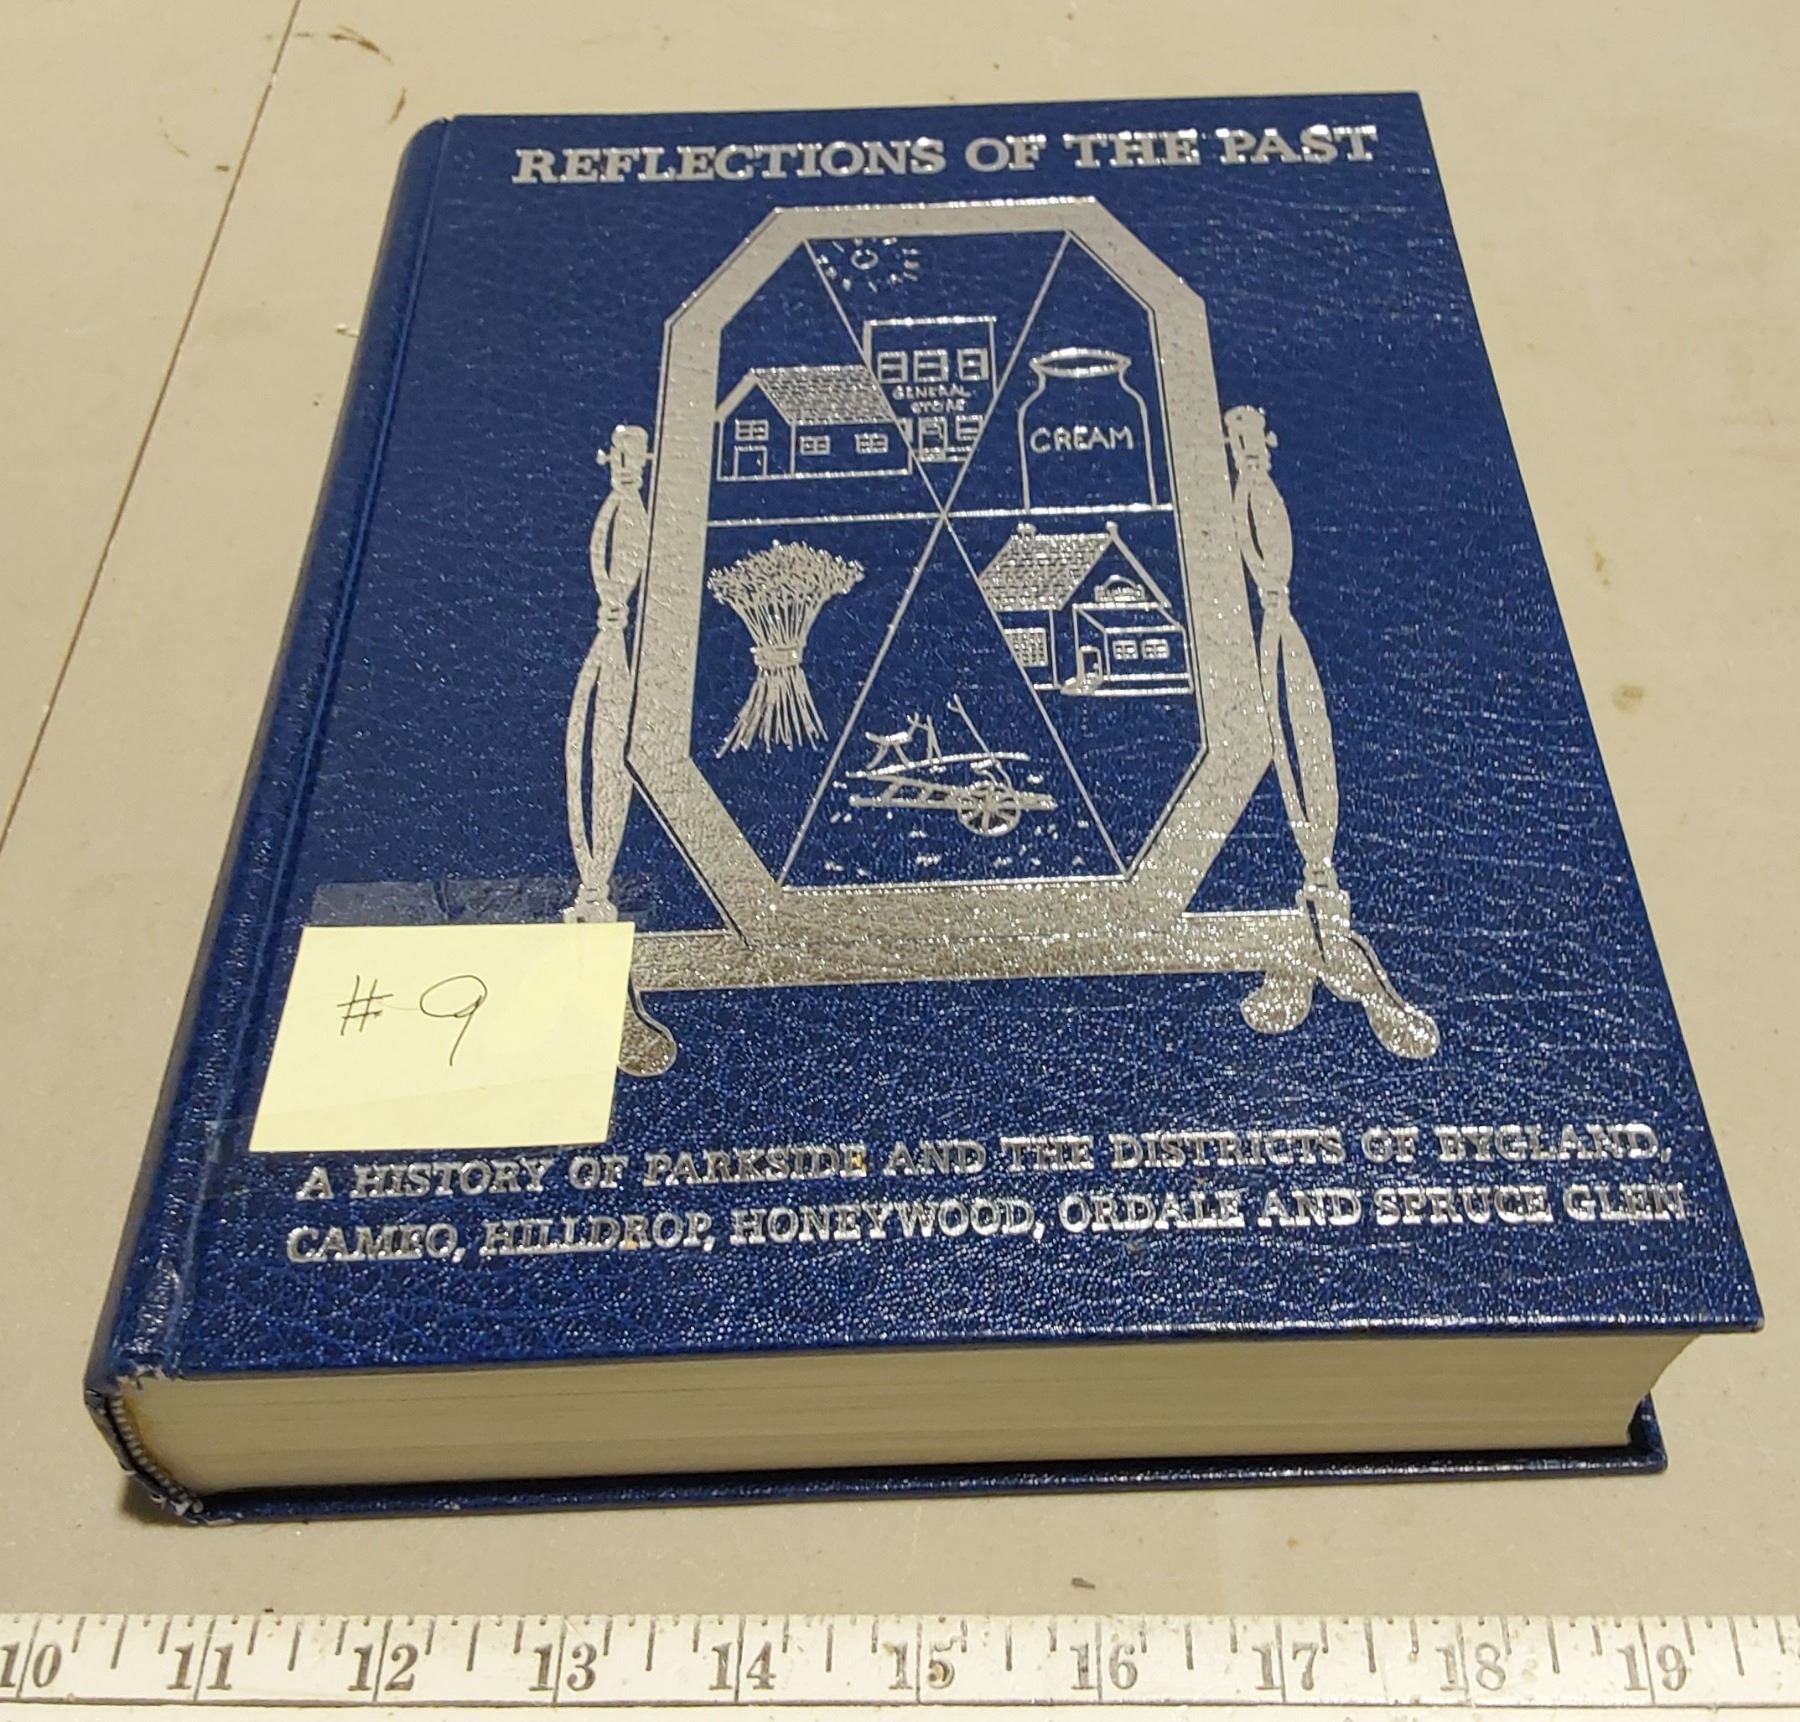 REFLECTIONS OF THE PAST
GENERAL
STORE
CREAM
# 9
A HISTORY OF PARKSIDE AND THE DISTRICTS OF BYGLAND,
CAMEO, HILLDROP, HONEYWOOD, ORDALE AND SPRUCE GLEN
10 11 12 13 14 15 16 17 18 19